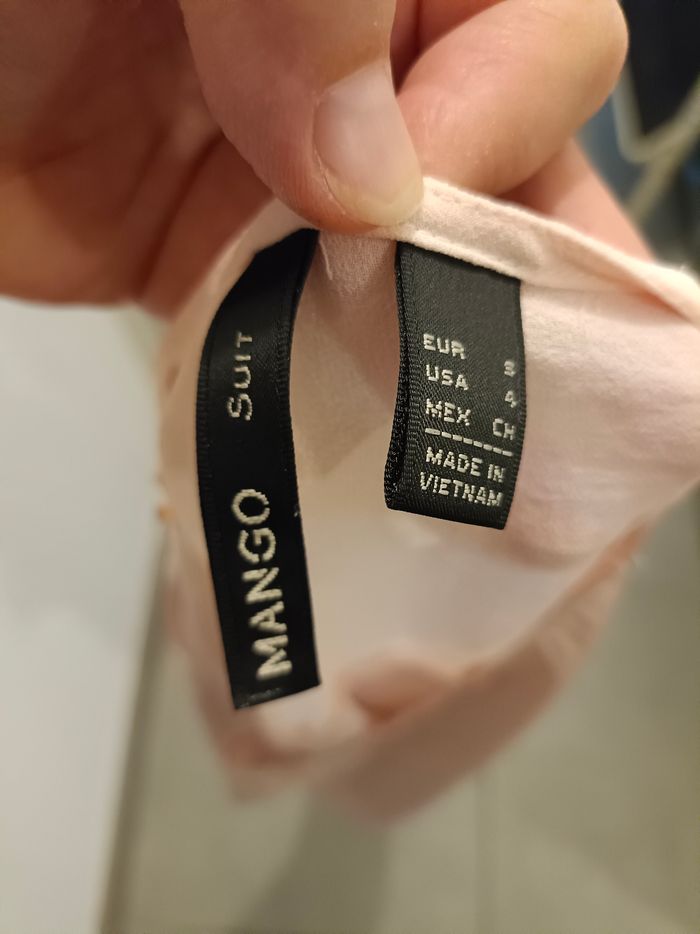 MANGO SUIT
EUR S
USA 4
MEX CH
MADE IN
VIETNAM